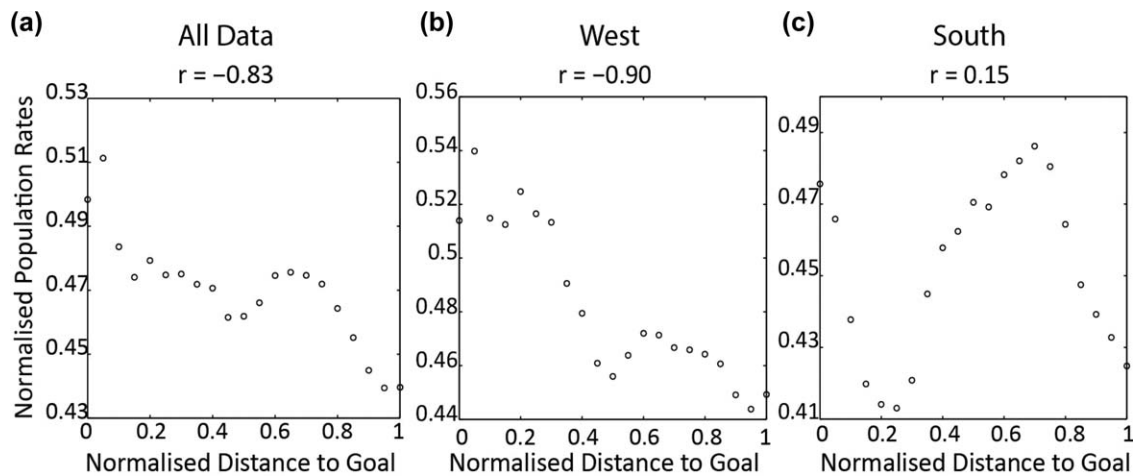 (a)
All Data
r = −0.83
Normalised Population Rates
0.53
0.51
0.49
0.47
0.45
0.43
0
0.2
0.4
0.6
0.8
1
Normalised Distance to Goal
(b)
West
r = −0.90
0.56
0.54
0.52
0.5
0.48
0.46
0.44
0
0.2
0.4
0.6
0.8
1
Normalised Distance to Goal
(c)
South
r = 0.15
0.49
0.47
0.45
0.43
0.41
0
0.2
0.4
0.6
0.8
1
Normalised Distance to Goal